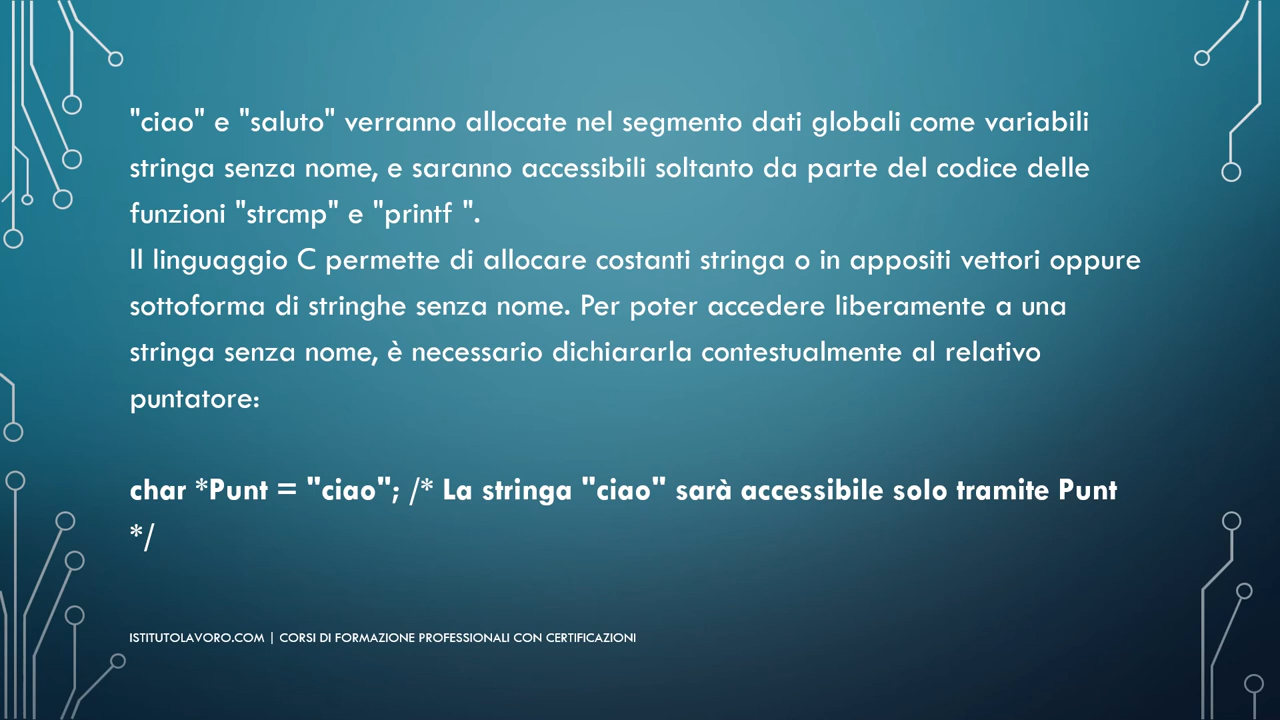 "ciao" e "saluto" verranno allocate nel segmento dati globali come variabili
stringa senza nome, e saranno accessibili soltanto da parte del codice delle
funzioni "strcmp" e "printf ".
Il linguaggio C permette di allocare costanti stringa o in appositi vettori oppure
sottoforma di stringhe senza nome. Per poter accedere liberamente a una
stringa senza nome, è necessario dichiararla contestualmente al relativo
puntatore:
char *Punt = "ciao"; /* La stringa "ciao" sarà accessibile solo tramite Punt
*/
ISTITUTOLAVORO.COM | CORSI DI FORMAZIONE PROFESSIONALI CON CERTIFICAZIONI